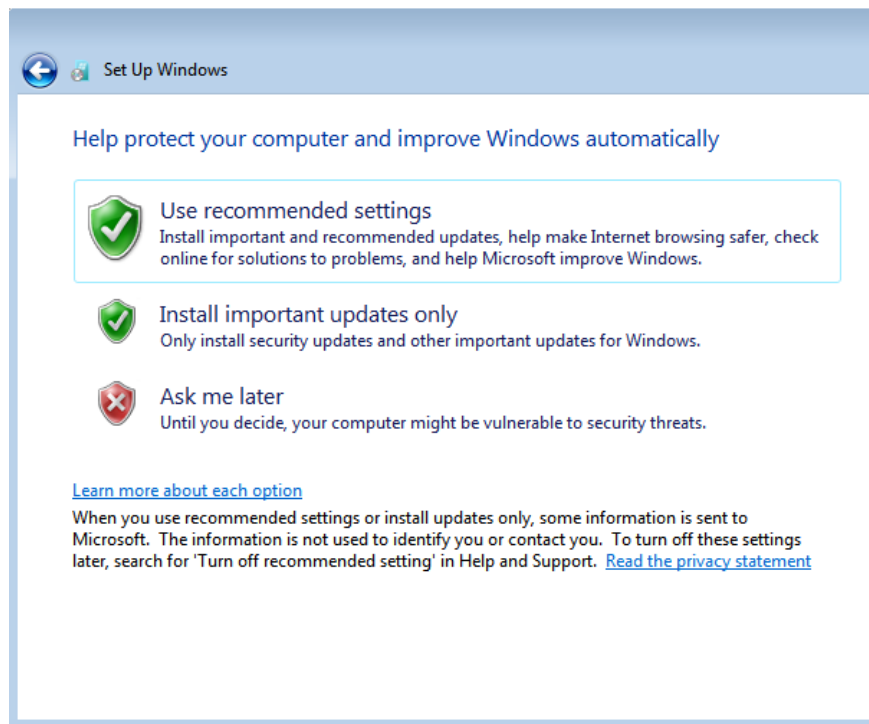 Set Up Windows
Help protect your computer and improve Windows automatically
Use recommended settings
Install important and recommended updates, help make Internet browsing safer, check
online for solutions to problems, and help Microsoft improve Windows.
Install important updates only
Only install security updates and other important updates for Windows.
Ask me later
Until you decide, your computer might be vulnerable to security threats.
Learn more about each option
When you use recommended settings or install updates only, some information is sent to
Microsoft.  The information is not used to identify you or contact you.  To turn off these settings
later, search for 'Turn off recommended setting' in Help and Support.  Read the privacy statement